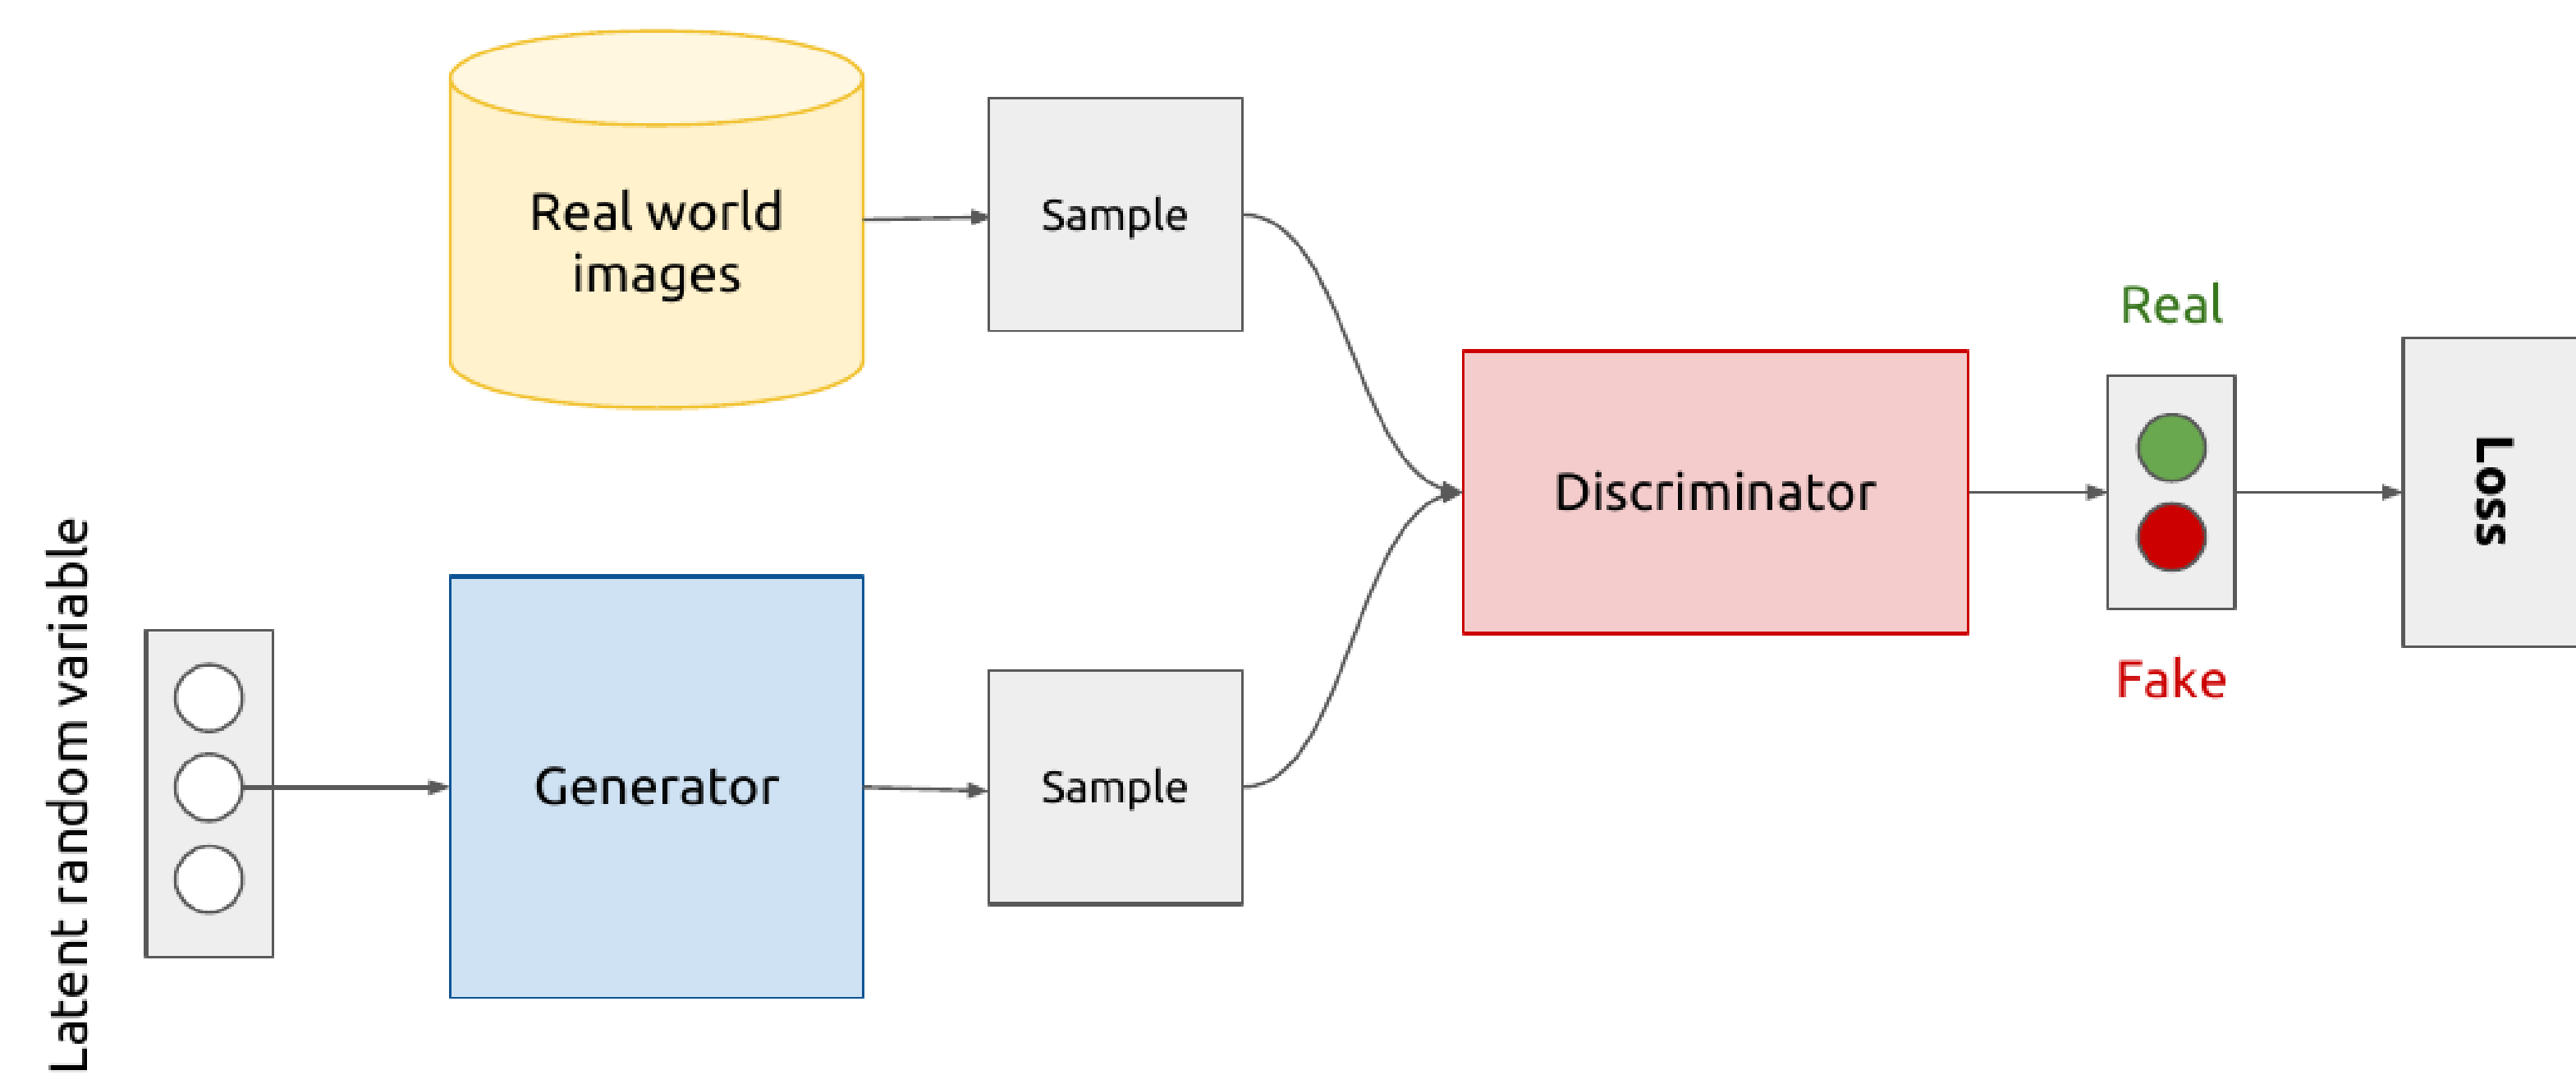 Real world
images
Sample
Real
Discriminator
Loss
Fake
Latent random variable
Generator
Sample